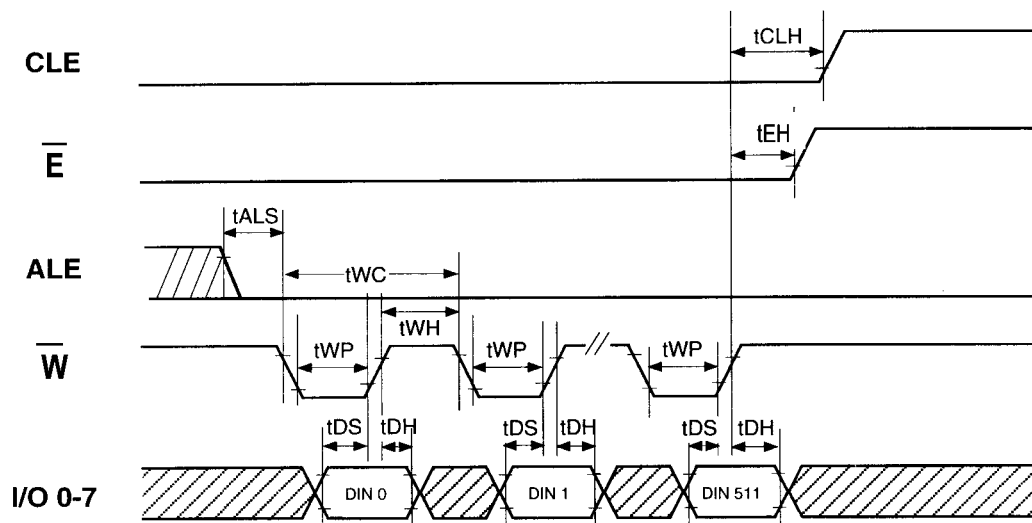 tCLH
CLE
tEH
E
tALS
ALE
tWC
tWH
W
tWP
tWP
tWP
tDS tDH tDS tDH tDS tDH
I/O 0-7
DIN 0
DIN 1
DIN 511